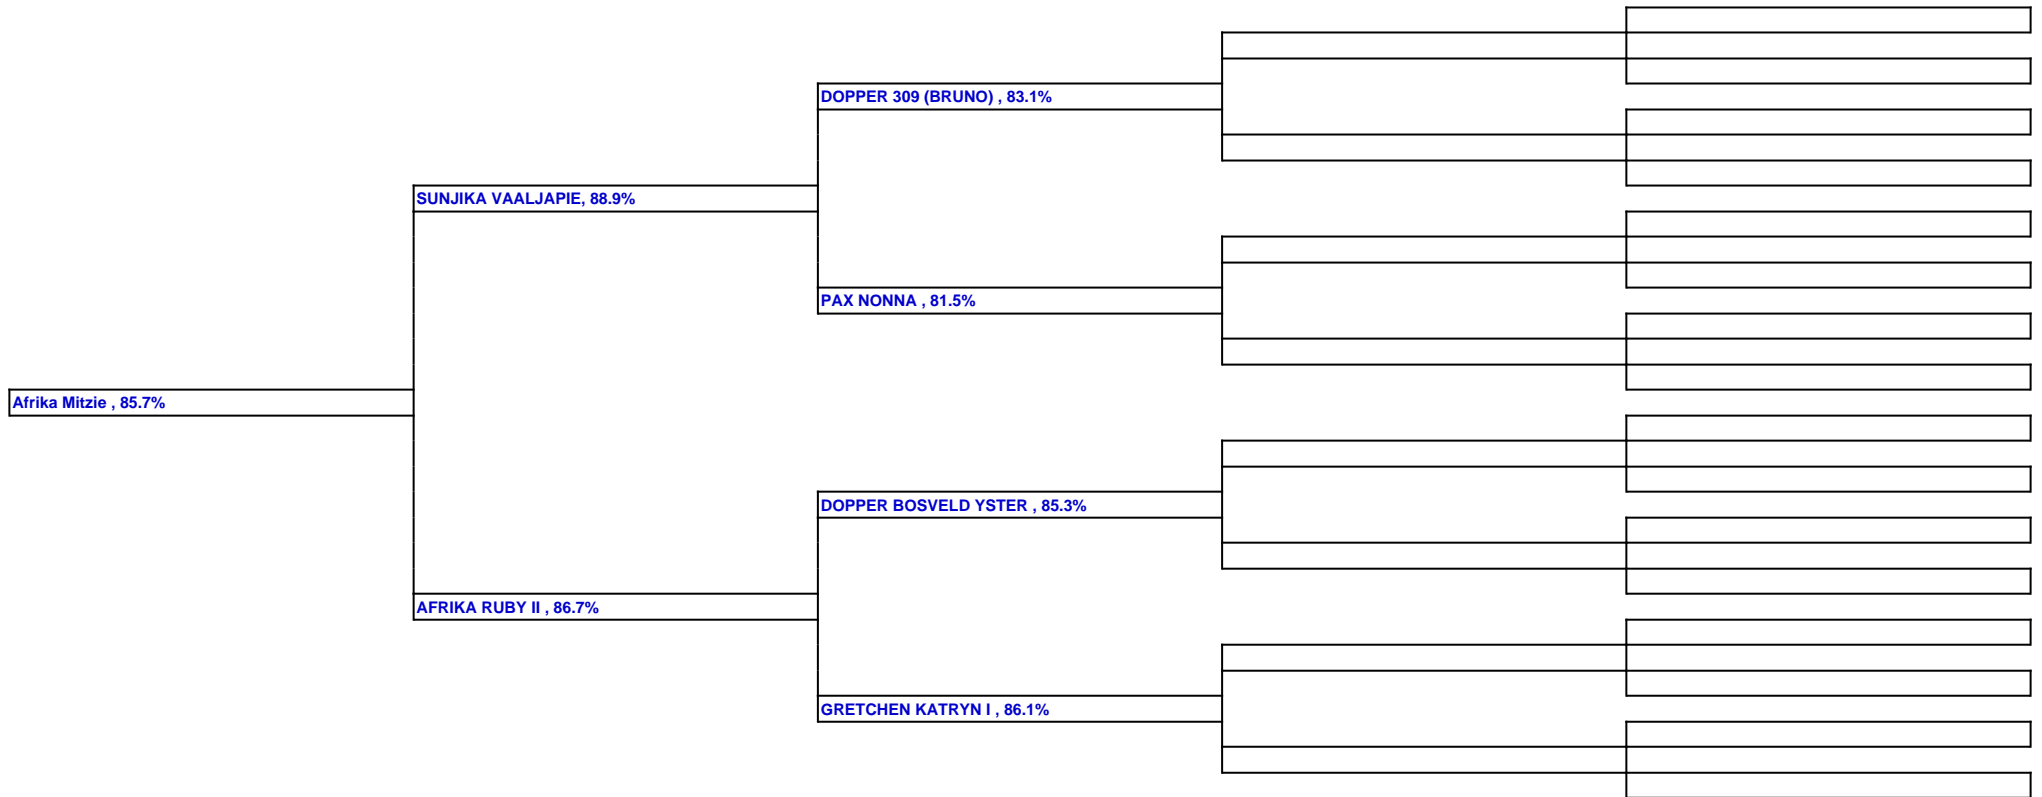 DOPPER 309 (BRUNO) , 83.1%
SUNJIKA VAALJAPIE, 88.9%
PAX NONNA , 81.5%
Afrika Mitzie , 85.7%
DOPPER BOSVELD YSTER , 85.3%
AFRIKA RUBY II , 86.7%
GRETCHEN KATRYN I , 86.1%